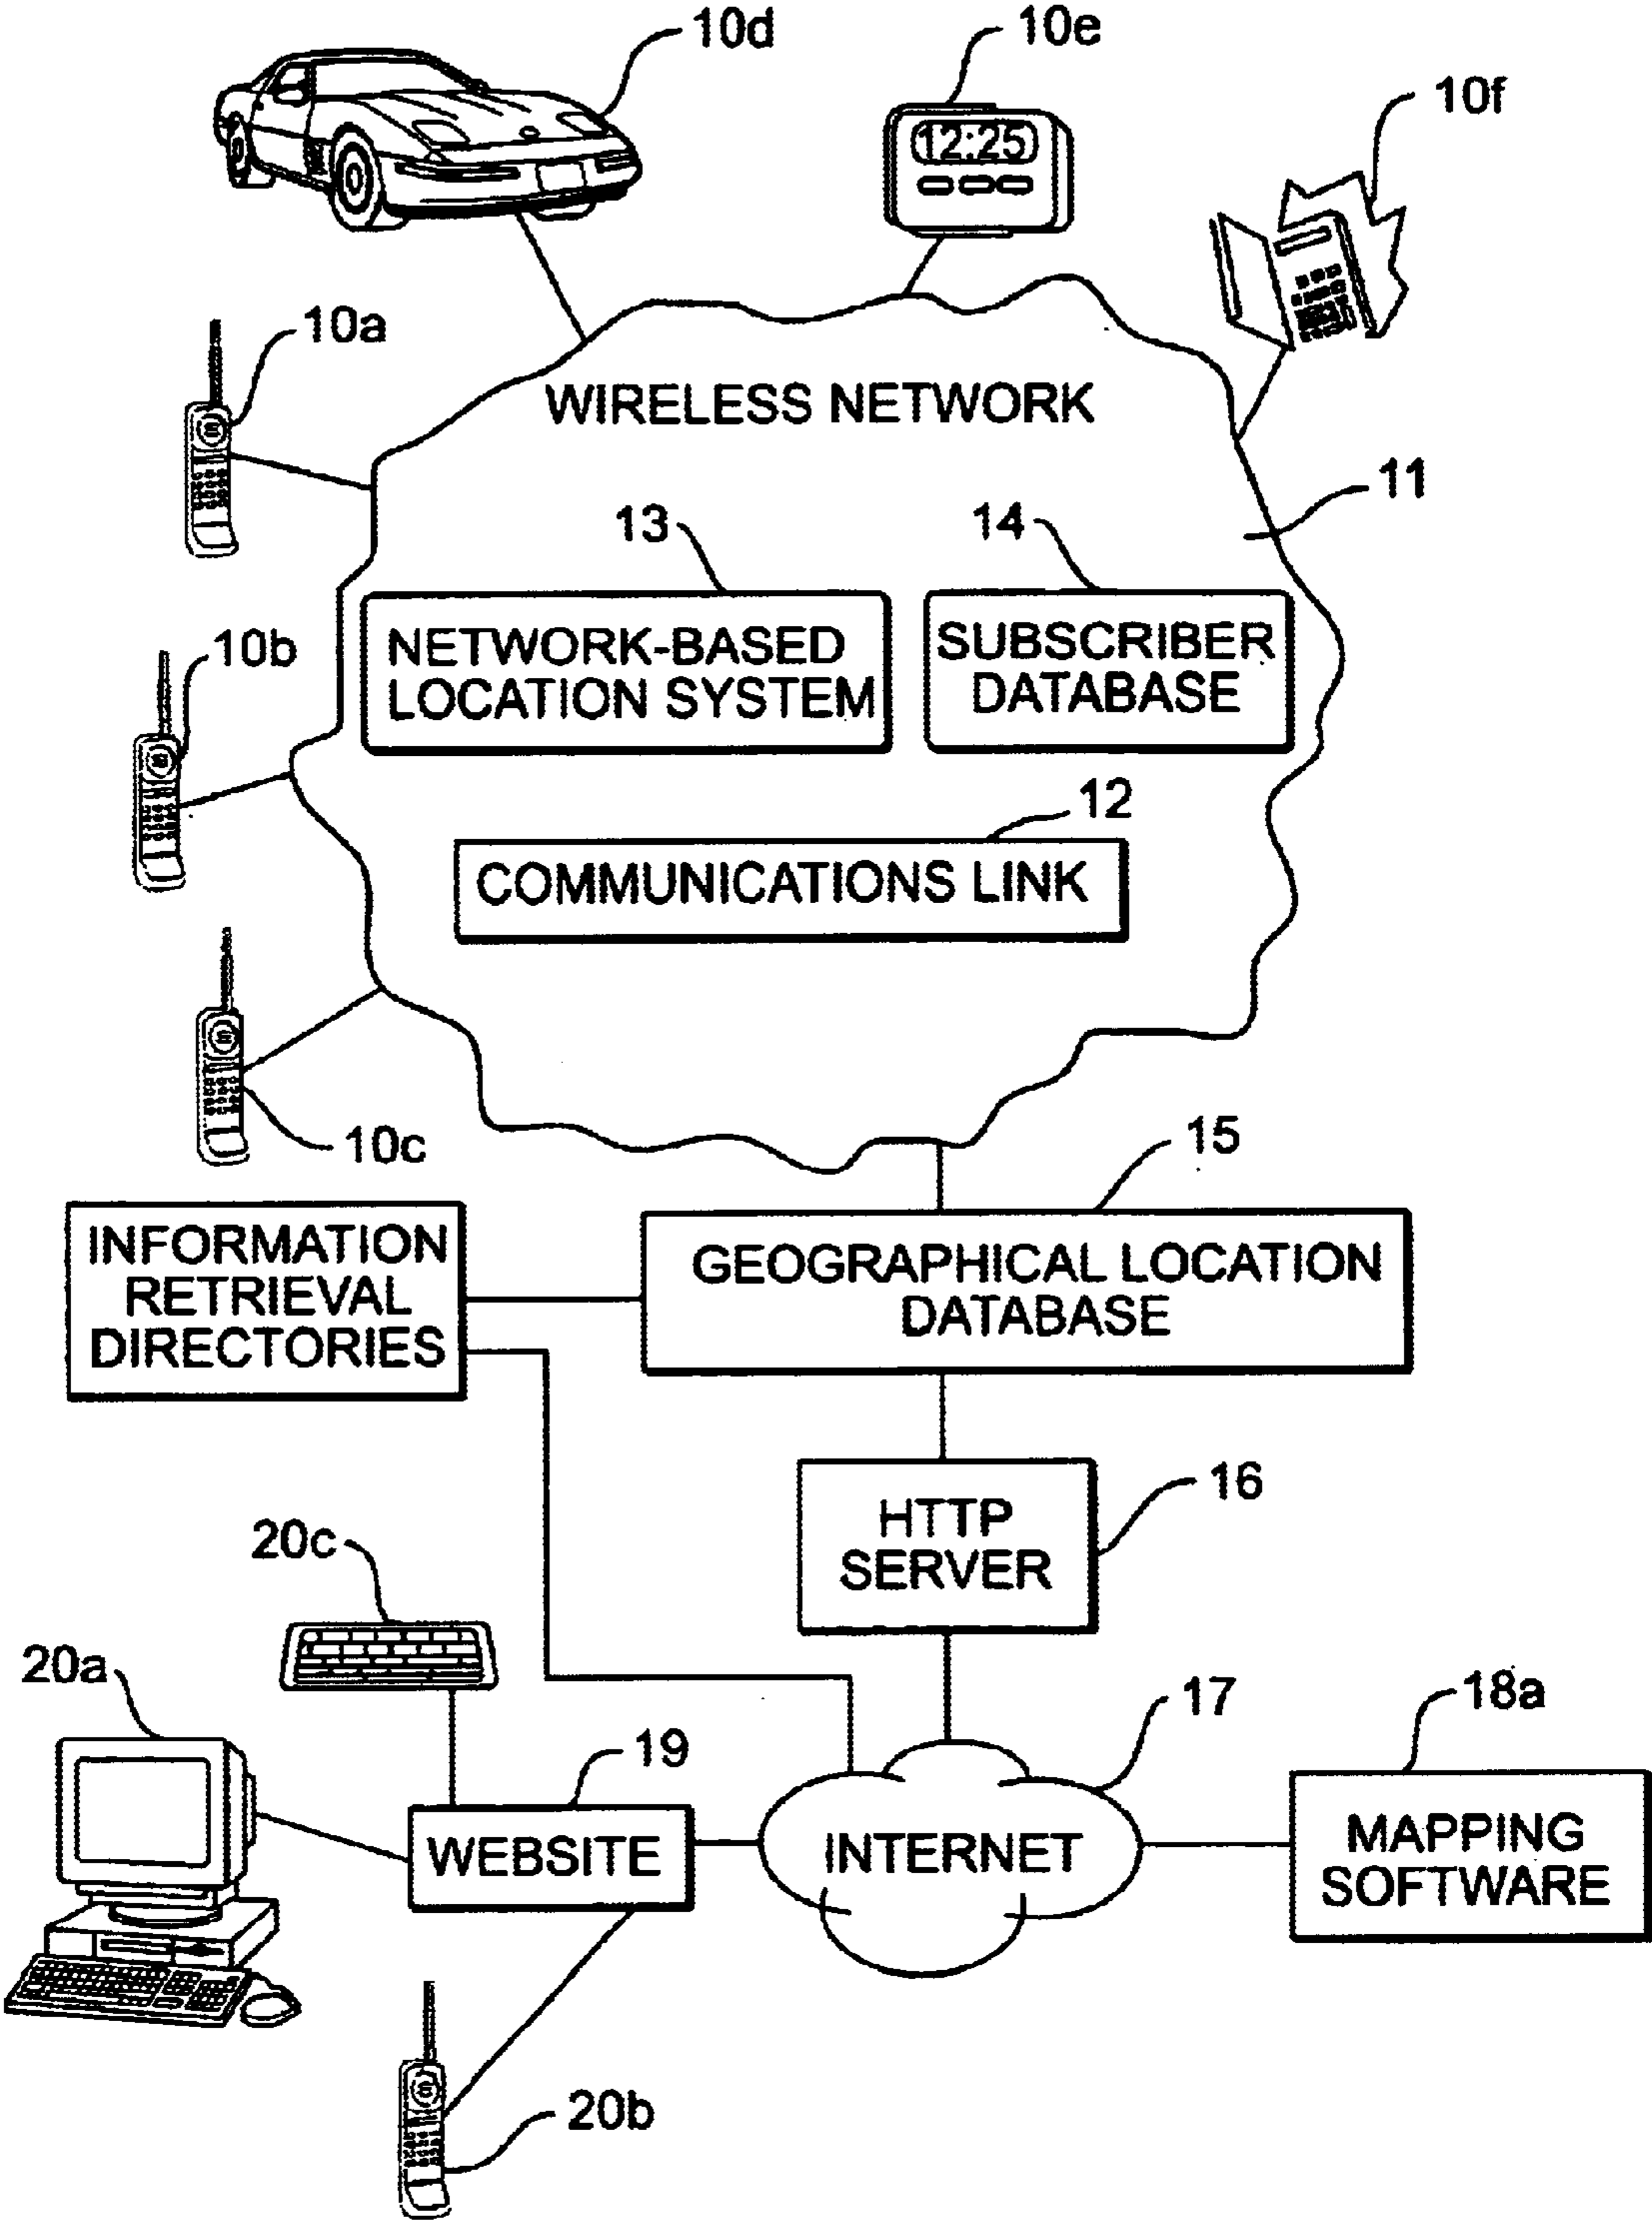 10d
10e
10f
12:25
10a
WIRELESS NETWORK
11
13
14
10b
NETWORK-BASED
LOCATION SYSTEM
SUBSCRIBER
DATABASE
12
COMMUNICATIONS LINK
10c
15
INFORMATION
RETRIEVAL
DIRECTORIES
GEOGRAPHICAL LOCATION
DATABASE
16
HTTP
SERVER
20c
20a
17
18a
19
WEBSITE
INTERNET
MAPPING
SOFTWARE
20b